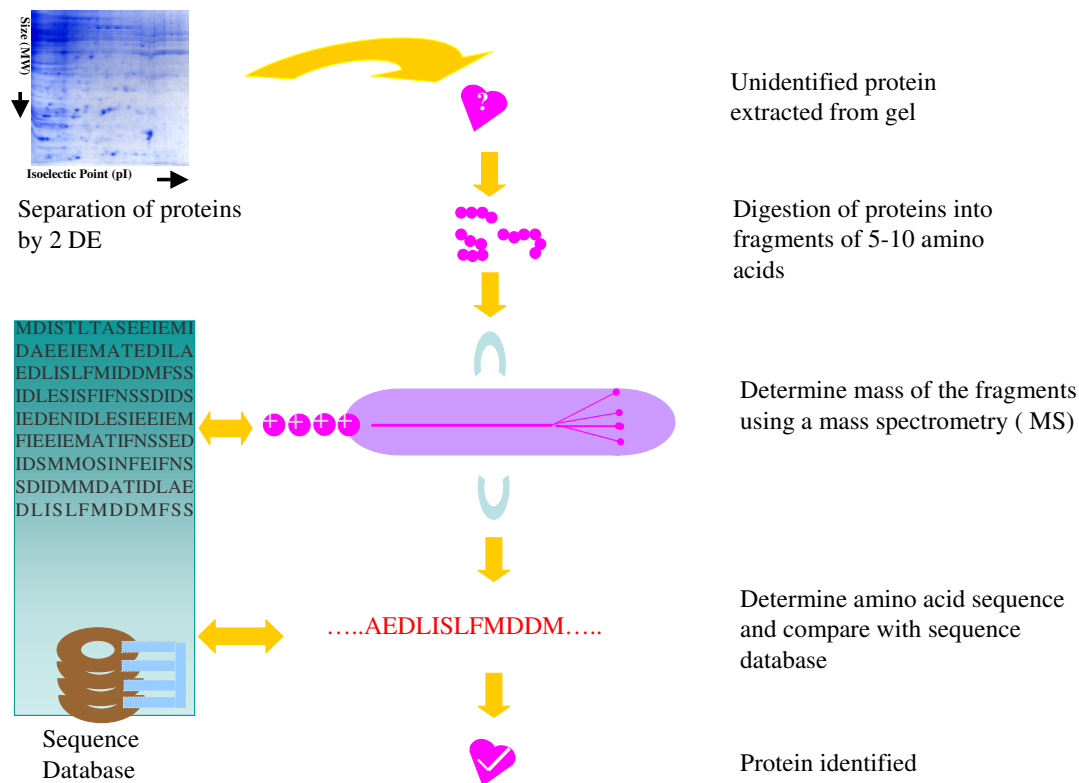 Size (MW)
?
Isoelectic Point (pI)
Separation of proteins
by 2 DE
Unidentified protein
extracted from gel
Digestion of proteins into
fragments of 5-10 amino
acids
MDISTLTASEEIEMI
DAEEIEMATEDILA
EDLISLFMIDDMFSS
IDLESISFIFNSSDIDS
IEDENIDLESIEEIEM
FIEEIEMATIFNSSED
IDSMMOSINFEIFNS
SDIDMMDATIDLAE
DLISLFMDDMFSS
+ + + +
Determine mass of the fragments
using a mass spectrometry ( MS)
…..AEDLISLFMDDM…..
Determine amino acid sequence
and compare with sequence
database
Sequence
Database
Protein identified